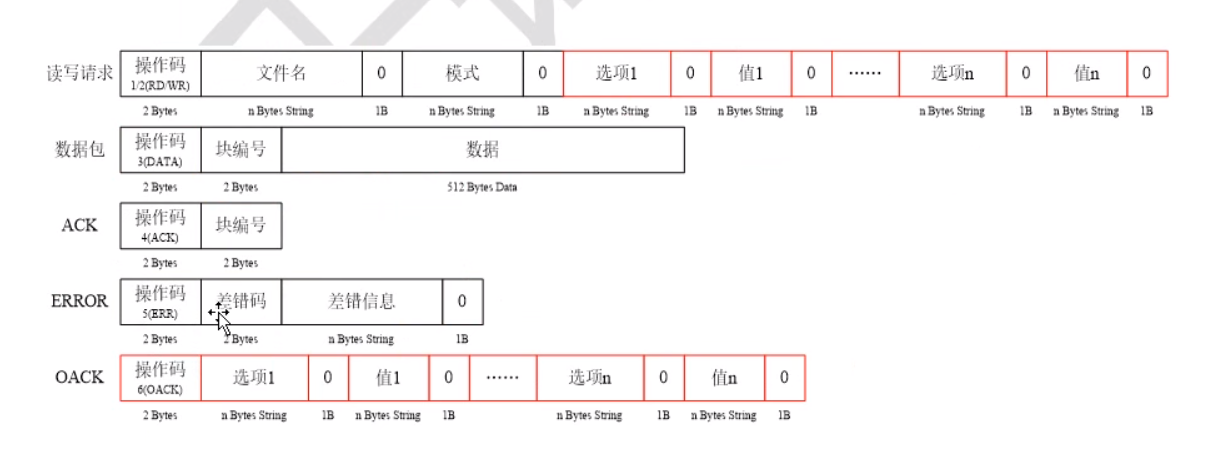 读写请求 操作码 文件名 0 模式 0 选项1 0 值1 0 …… 选项n 0 值n 0
1/2(RD/WR)
2 Bytes n Bytes String 1B n Bytes String 1B n Bytes String 1B n Bytes String 1B n Bytes String 1B n Bytes String 1B
数据包 操作码 块编号 数据
3(DATA)
2 Bytes 2 Bytes 512 Bytes Data
ACK 操作码 块编号
4(ACK)
2 Bytes 2 Bytes
ERROR 操作码 差错码 差错信息 0
5(ERR)
2 Bytes 2 Bytes n Bytes String 1B
OACK 操作码 选项1 0 值1 0 …… 选项n 0 值n 0
6(OACK)
2 Bytes n Bytes String 1B n Bytes String 1B n Bytes String 1B n Bytes String 1B